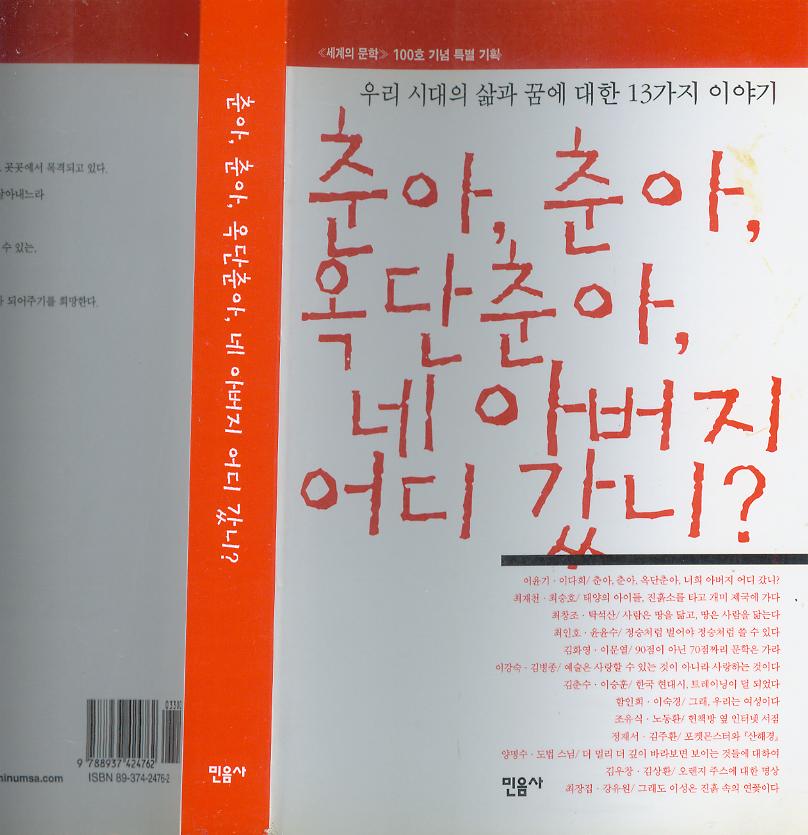 곳곳에서 목격되고 있다.
수 있는,
되어주기를 희망한다.
9 788937 424762
03300
ninumsa.com
ISBN 89-374-2476-2
춘아, 춘아, 옥단춘아, 네 아버지 어디 갔니?
민음사
《세계의 문학》 100호 기념 특별 기획
우리 시대의 삶과 꿈에 대한 13가지 이야기
춘아, 춘아,
옥단춘아,
네 아버지
어디 갔니?
이윤기 · 이다희/ 춘아, 춘아, 옥단춘아, 너희 아버지 어디 갔니?
최재천 · 최승호/ 태양의 아이들, 진흙소를 타고 개미 제국에 가다
최창조 · 탁석산/ 사람은 땅을 닮고, 땅은 사람을 닮는다
최인호 · 윤윤수/ 정승처럼 벌어야 정승처럼 쓸 수 있다
김화영 · 이문열/ 90점이 아닌 70점짜리 문학은 가라
이강숙 · 김병종/ 예술은 사랑할 수 있는 것이 아니라 사랑하는 것이다
김춘수 · 이승훈/ 한국 현대시, 트레이닝이 덜 되었다
함인희 · 이숙경/ 그래, 우리는 여성이다
조유식 · 노동환/ 헌책방 옆 인터넷 서점
정재서 · 김주환/ 포켓몬스터와 『산해경』
양명수 · 도법 스님/ 더 멀리 더 깊이 바라보면 보이는 것들에 대하여
김우창 · 김상환/ 오렌지 주스에 대한 명상
최장집 · 강유원/ 그래도 이성은 진흙 속의 연꽃이다
민음사